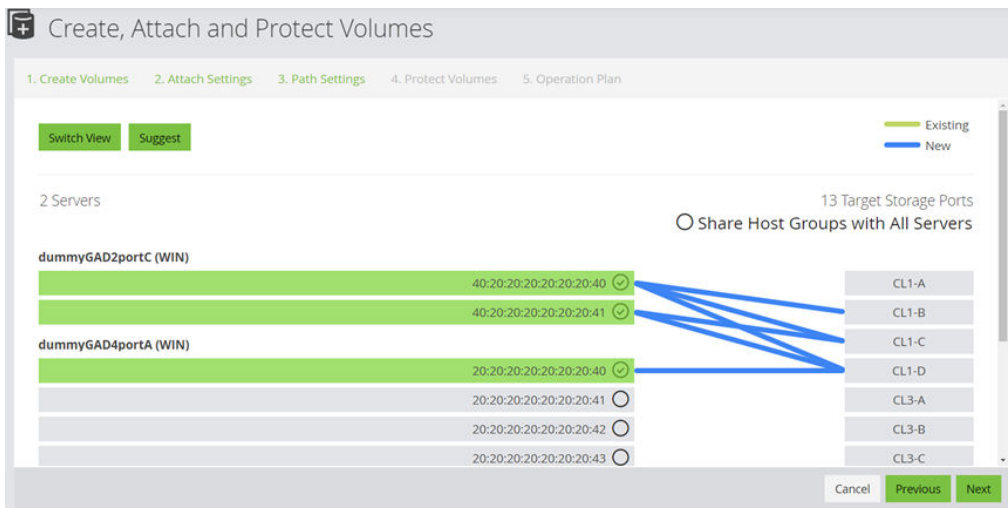 Create, Attach and Protect Volumes
1. Create Volumes 2. Attach Settings 3. Path Settings 4. Protect Volumes 5. Operation Plan
Switch View Suggest
Existing
New
2 Servers 13 Target Storage Ports
Share Host Groups with All Servers
dummyGAD2portC (WIN)
40:20:20:20:20:20:20:40 CL1-A
40:20:20:20:20:20:20:41 CL1-B
dummyGAD4portA (WIN) CL1-C
20:20:20:20:20:20:20:40 CL1-D
20:20:20:20:20:20:20:41 CL3-A
20:20:20:20:20:20:20:42 CL3-B
20:20:20:20:20:20:20:43 CL3-C
Cancel Previous Next